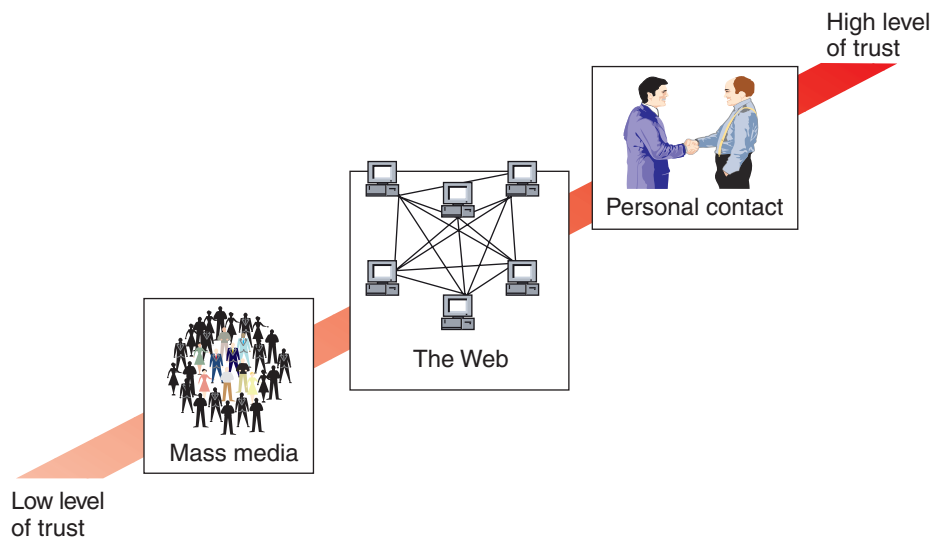 High level
of trust
Personal contact
The Web
Mass media
Low level
of trust